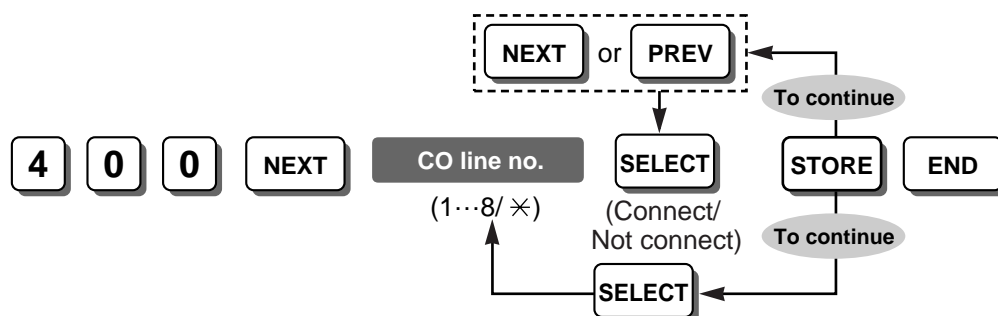 NEXT or PREV
To continue
4 0 0 NEXT CO line no. SELECT STORE END
(1···8/ ✳)
(Connect/
Not connect)
To continue
SELECT